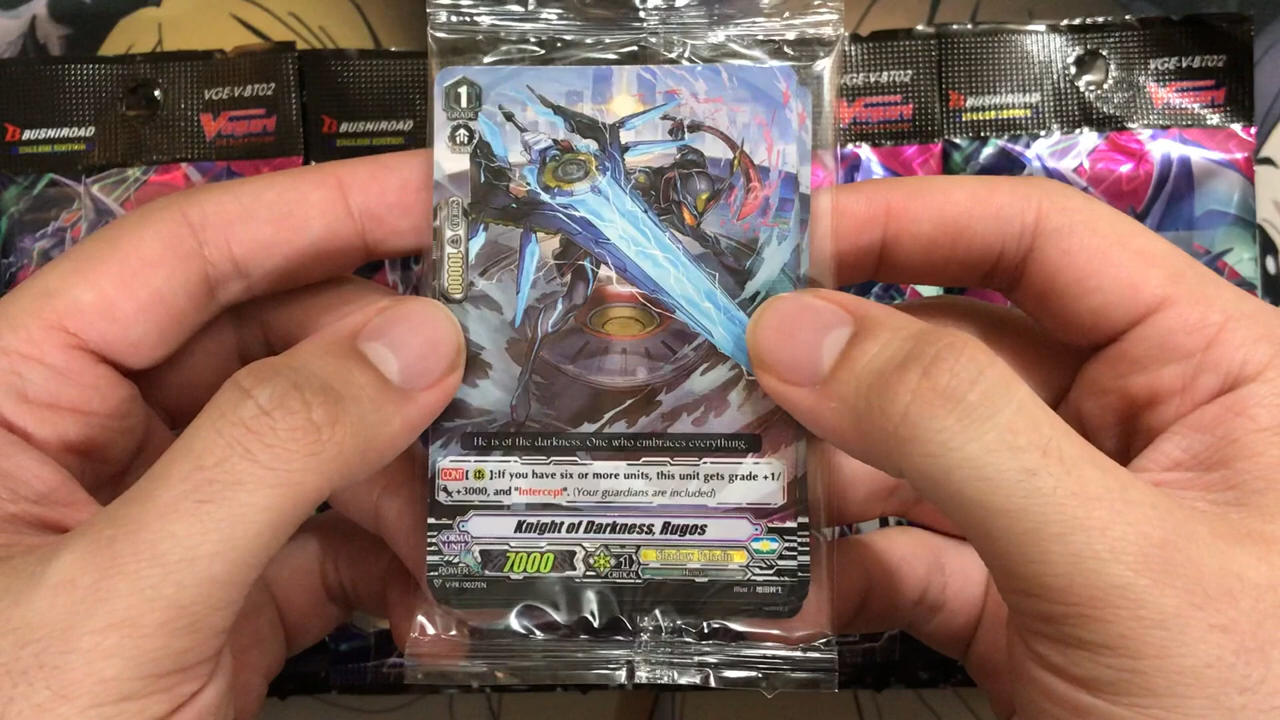 BUSHIROAD
ENGLISH EDITION
VGE-V-BT02
Vanguard
BUSHIROAD
ENGLISH EDITION
VGE-V-BT02
VGE-V-BT02
Vanguard
1
GRADE
SHIELD
10000
He is of the darkness. One who embraces everything.
CONT【 】:If you have six or more units, this unit gets grade +1/
+3000, and "Intercept". (Your guardians are included)
Knight of Darkness, Rugos
NORMAL
UNIT
POWER
7000
1
CRITICAL
Shadow Paladin
Human
V-PR/0027EN
Illust /